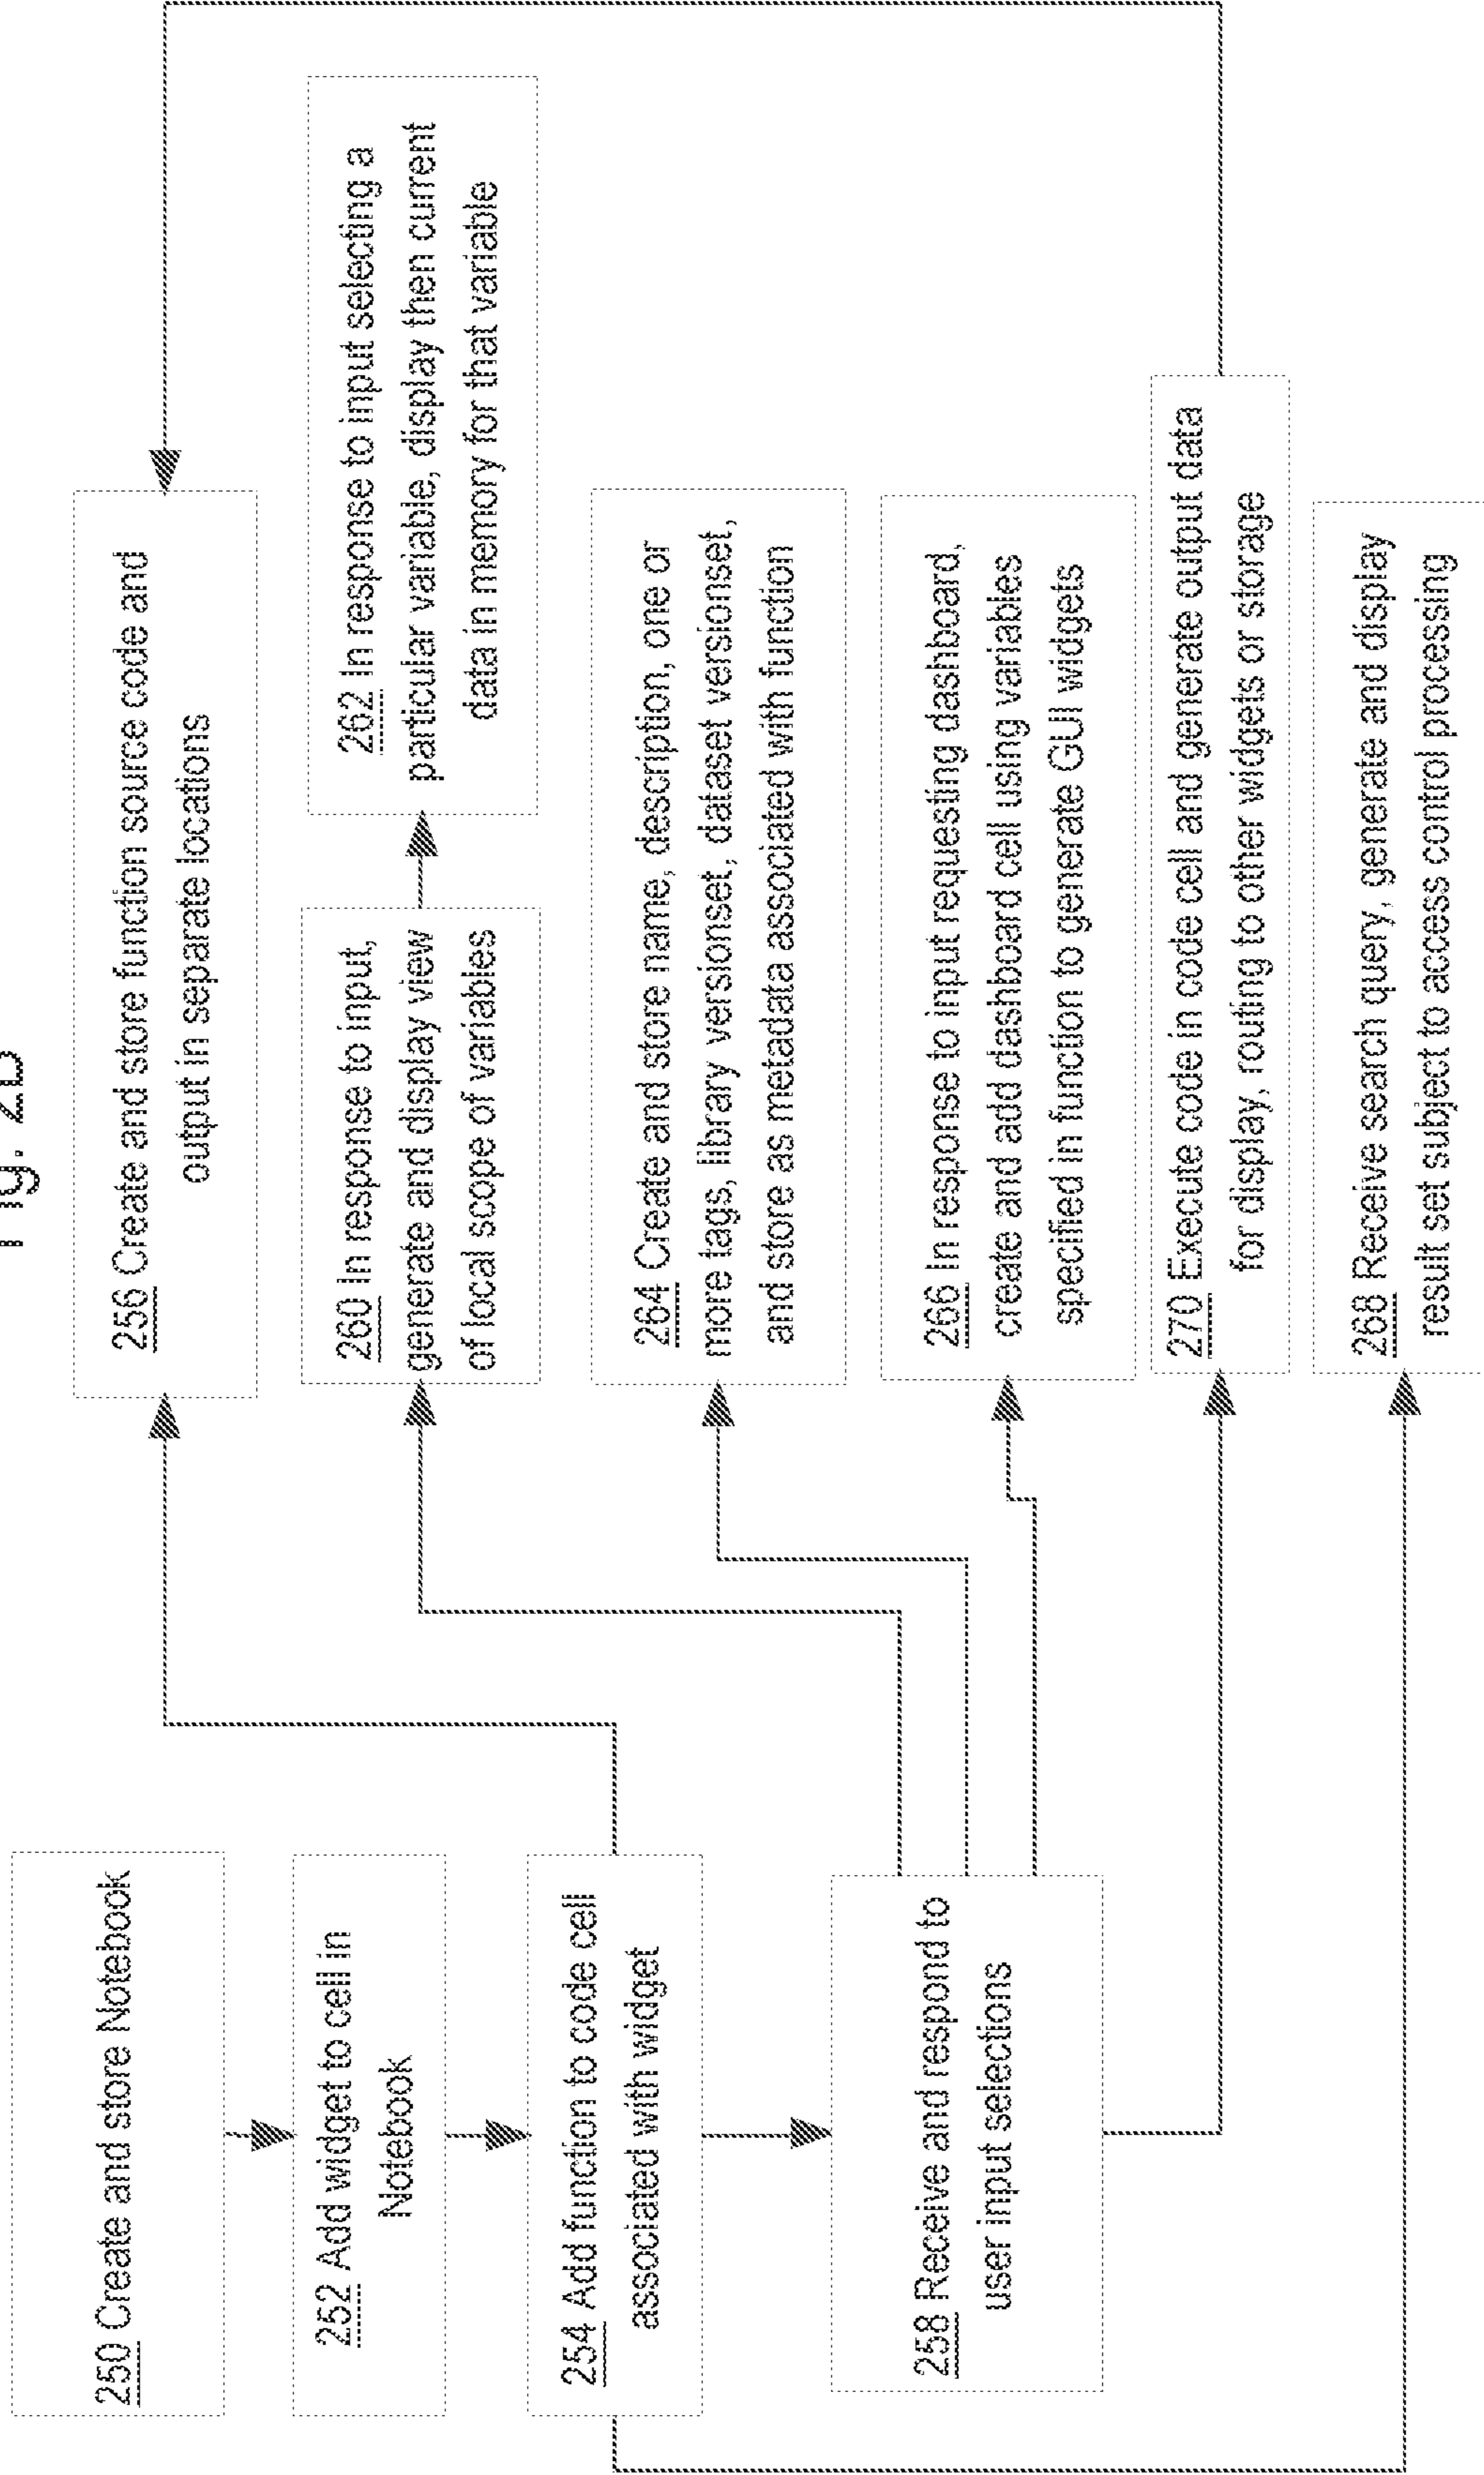 Fig. 2B
250 Create and store Notebook
252 Add widget to cell in
Notebook
254 Add function to code cell
associated with widget
258 Receive and respond to
user input selections
256 Create and store function source code and
output in separate locations
260 In response to input,
generate and display view
of local scope of variables
262 In response to input selecting a
particular variable, display then current
data in memory for that variable
264 Create and store name, description, one or
more tags, library versionset, dataset versionset,
and store as metadata associated with function
266 In response to input requesting dashboard,
create and add dashboard cell using variables
specified in function to generate GUI widgets
270 Execute code in code cell and generate output data
for display, routing to other widgets or storage
268 Receive search query, generate and display
result set subject to access control processing